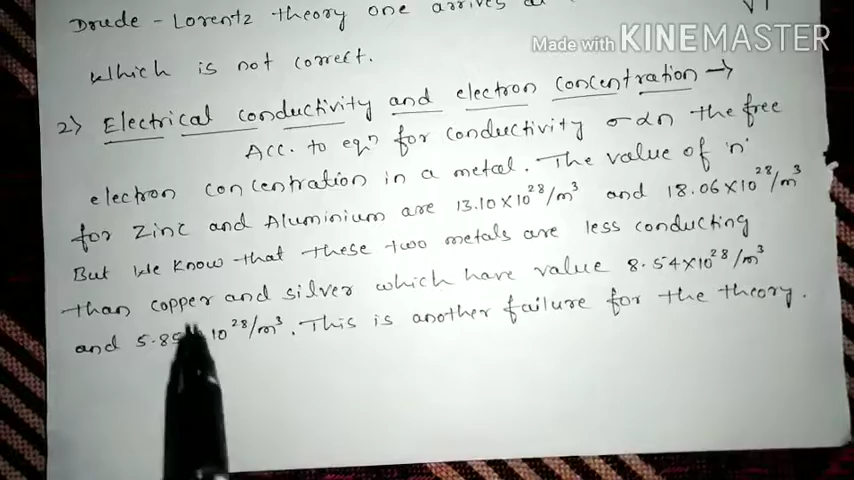 Drude - Lorentz theory one arrives at
Made with KINEMASTER
which is not correct.
2> Electrical conductivity and electron concentration →
Acc. to eqn for conductivity σ α n the free
electron concentration in a metal. The value of 'n'
for Zinc and Aluminium are 13.10×10²⁸/m³ and 18.06×10²⁸/m³
But we know that these two metals are less conducting
than copper and silver which have value 8.54×10²⁸/m³
and 10²⁸/m³. This is another failure for the theory.